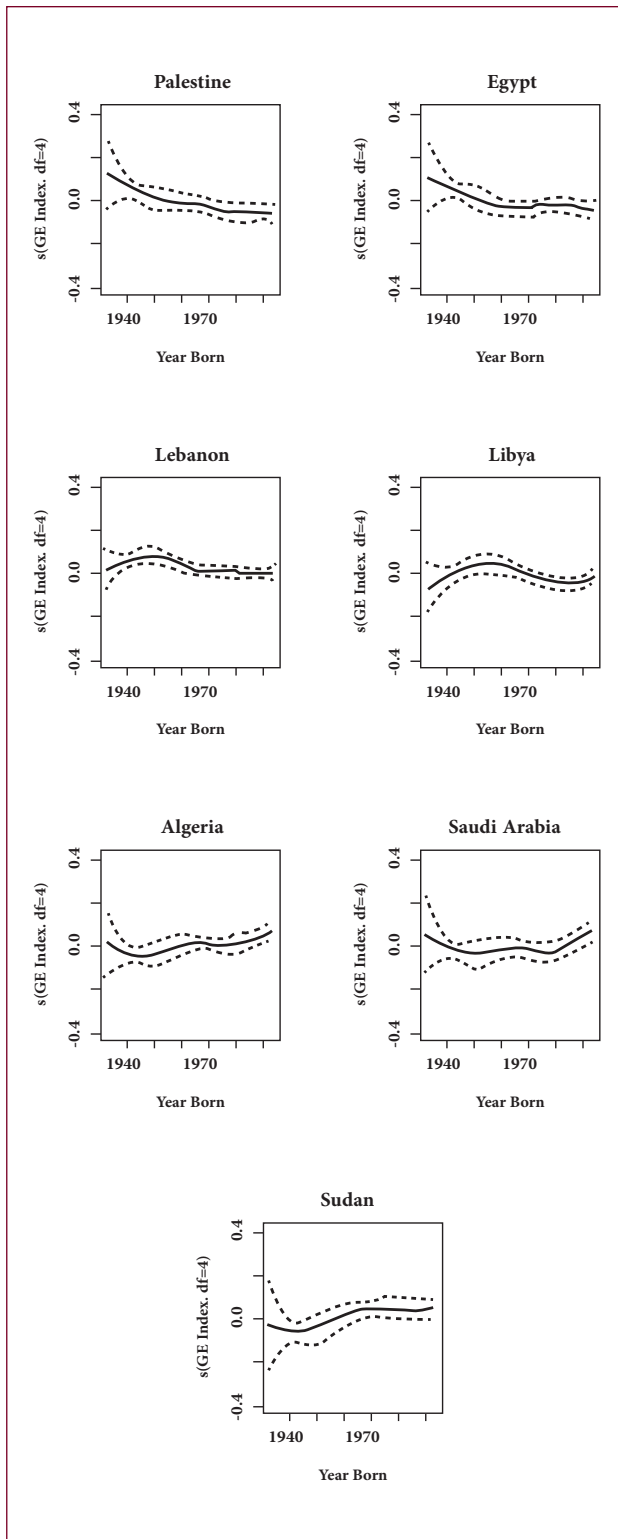 Palestine
s(GE Index. df=4)
0.4
0.0
-0.4
1940 1970
Year Born
Egypt
s(GE Index. df=4)
0.4
0.0
-0.4
1940 1970
Year Born
Lebanon
s(GE Index. df=4)
0.4
0.0
-0.4
1940 1970
Year Born
Libya
s(GE Index. df=4)
0.4
0.0
-0.4
1940 1970
Year Born
Algeria
s(GE Index. df=4)
0.4
0.0
-0.4
1940 1970
Year Born
Saudi Arabia
s(GE Index. df=4)
0.4
0.0
-0.4
1940 1970
Year Born
Sudan
s(GE Index. df=4)
0.4
0.0
-0.4
1940 1970
Year Born